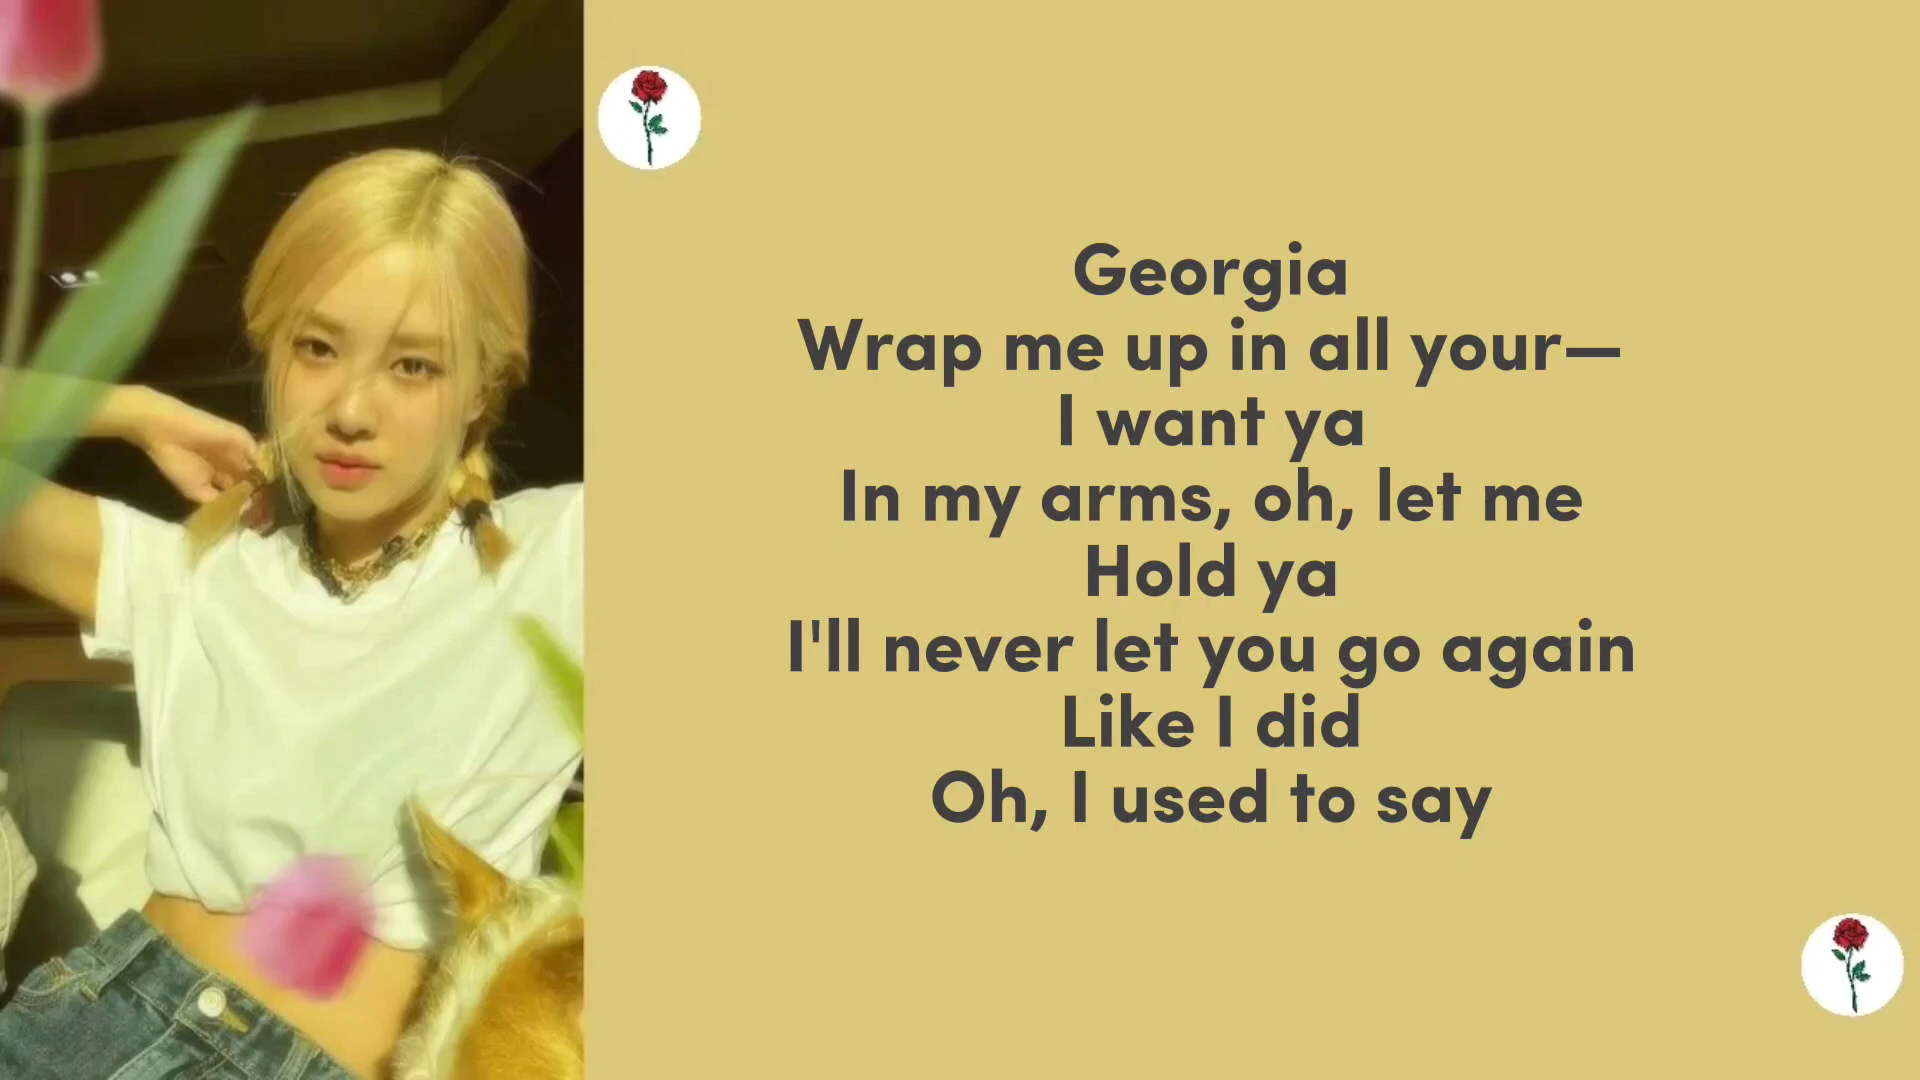 Georgia
Wrap me up in all your—
I want ya
In my arms, oh, let me
Hold ya
I'll never let you go again
Like I did
Oh, I used to say